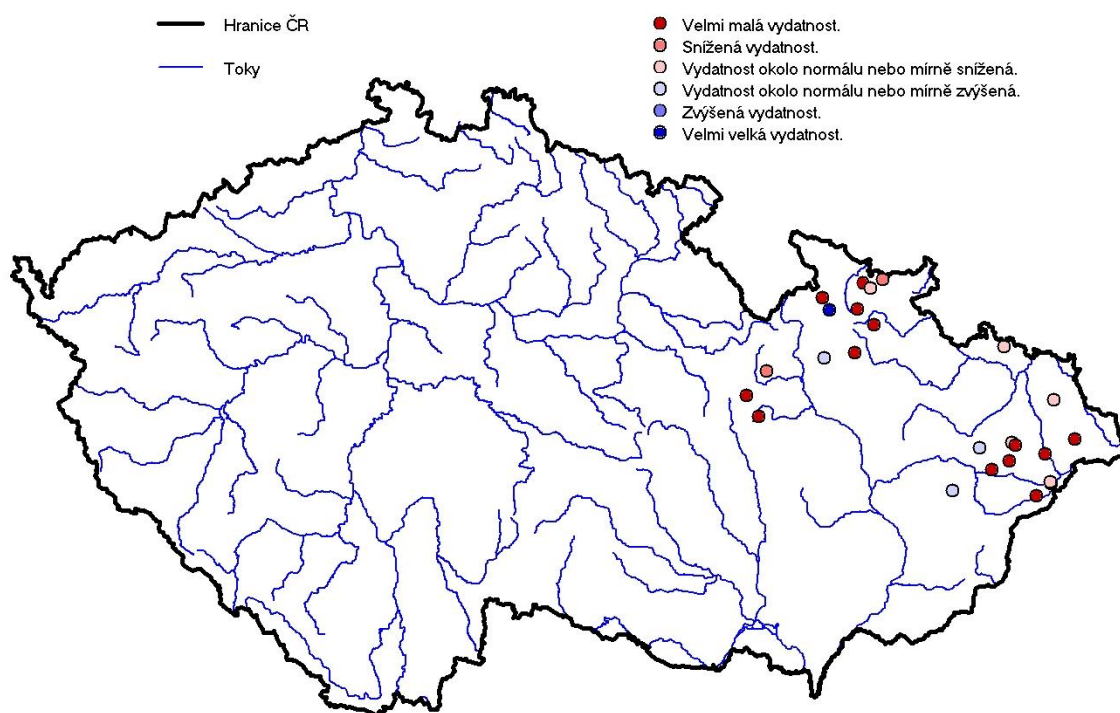 Hranice ČR
Toky
Velmi malá vydatnost.
Snížená vydatnost.
Vydatnost okolo normálu nebo mírně snížená.
Vydatnost okolo normálu nebo mírně zvýšená.
Zvýšená vydatnost.
Velmi velká vydatnost.